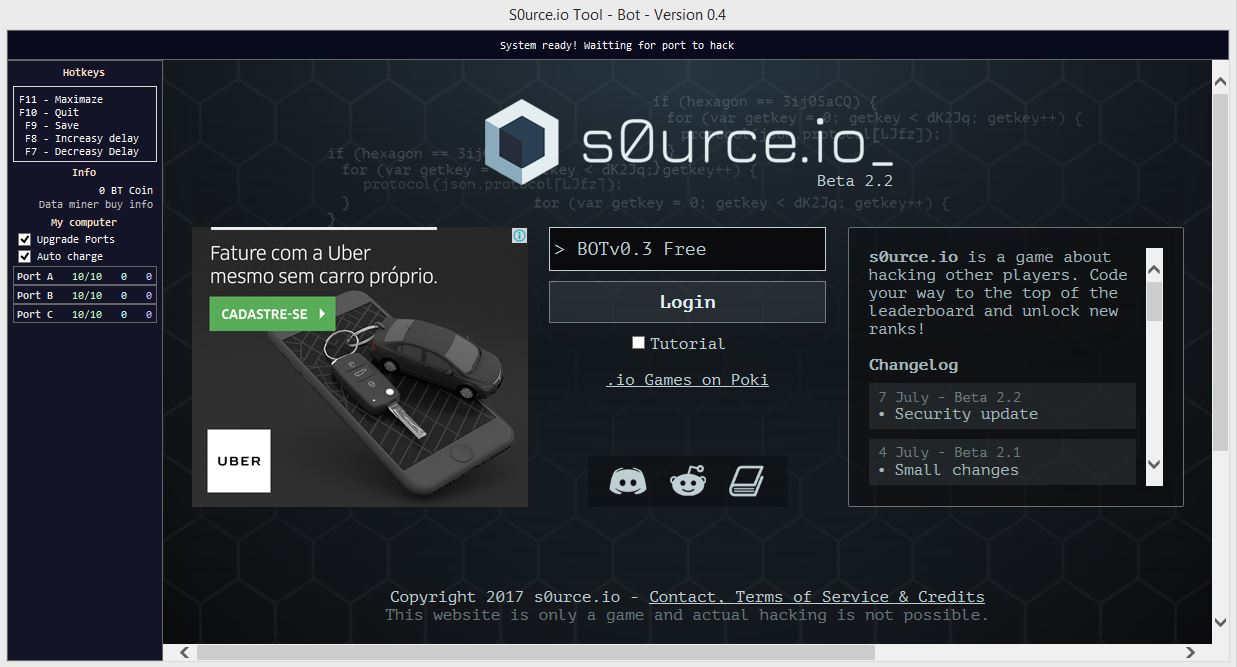 S0urce.io Tool - Bot - Version 0.4
System ready! Waitting for port to hack
Hotkeys
F11 - Maximaze
F10 - Quit
F9 - Save
F8 - Increasy delay
F7 - Decreasy Delay
Info
0 BT Coin
Data miner buy info
My computer
Upgrade Ports
Auto charge
Port A 10/10 0 0
Port B 10/10 0 0
Port C 10/10 0 0
if (hexagon == 3ij05aCQ) {
for (var getkey = 0; getkey < dK2Jq; getkey++) {
protocol(json.protocol[LJfz]);
if (hexagon == 3ij
for (var getkey = 0; getkey < dK2Jq; getkey++) {
protocol(json.protocol[LJfz]);
}
for (var getkey = 0; getkey < dK2Jq; getkey++) {
}
s0urce.io_
Beta 2.2
Fature com a Uber
mesmo sem carro próprio.
CADASTRE-SE
UBER
> BOTv0.3 Free
Login
Tutorial
.io Games on Poki
s0urce.io is a game about
hacking other players. Code
your way to the top of the
leaderboard and unlock new
ranks!
Changelog
7 July - Beta 2.2
• Security update
4 July - Beta 2.1
• Small changes
Copyright 2017 s0urce.io - Contact, Terms of Service & Credits
This website is only a game and actual hacking is not possible.